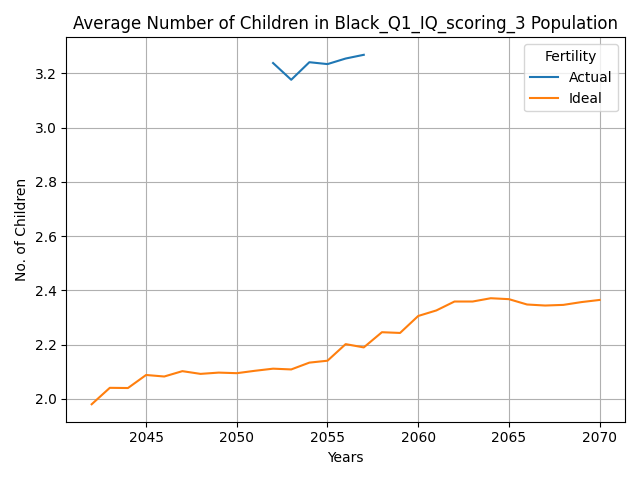 Average Number of Children in Black_Q1_IQ_scoring_3 Population
Fertility
Actual
Ideal
3.2
3.0
2.8
2.6
2.4
2.2
2.0
No. of Children
2045
2050
2055
2060
2065
2070
Years